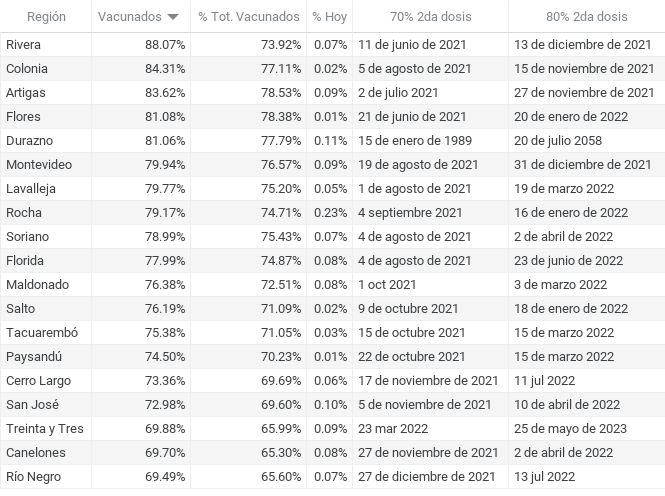 Región Vacunados % Tot. Vacunados % Hoy 70% 2da dosis 80% 2da dosis
Rivera 88.07% 73.92% 0.07% 11 de junio de 2021 13 de diciembre de 2021
Colonia 84.31% 77.11% 0.02% 5 de agosto de 2021 15 de noviembre de 2021
Artigas 83.62% 78.53% 0.09% 2 de julio 2021 27 de noviembre de 2021
Flores 81.08% 78.38% 0.01% 21 de junio de 2021 20 de enero de 2022
Durazno 81.06% 77.79% 0.11% 15 de enero de 1989 20 de julio 2058
Montevideo 79.94% 76.57% 0.09% 19 de agosto de 2021 31 de diciembre de 2021
Lavalleja 79.77% 75.20% 0.05% 1 de agosto de 2021 19 de marzo 2022
Rocha 79.17% 74.71% 0.23% 4 septiembre 2021 16 de enero de 2022
Soriano 78.99% 75.43% 0.07% 4 de agosto de 2021 2 de abril de 2022
Florida 77.99% 74.87% 0.08% 4 de agosto de 2021 23 de junio de 2022
Maldonado 76.38% 72.51% 0.08% 1 oct 2021 3 de marzo 2022
Salto 76.19% 71.09% 0.02% 9 de octubre 2021 18 de enero de 2022
Tacuarembó 75.38% 71.05% 0.03% 15 de octubre 2021 15 de marzo 2022
Paysandú 74.50% 70.23% 0.01% 22 de octubre 2021 15 de marzo 2022
Cerro Largo 73.36% 69.69% 0.06% 17 de noviembre de 2021 11 jul 2022
San José 72.98% 69.60% 0.10% 5 de noviembre de 2021 10 de abril de 2022
Treinta y Tres 69.88% 65.99% 0.09% 23 mar 2022 25 de mayo de 2023
Canelones 69.70% 65.30% 0.08% 27 de noviembre de 2021 2 de abril de 2022
Río Negro 69.49% 65.60% 0.07% 27 de diciembre de 2021 13 jul 2022